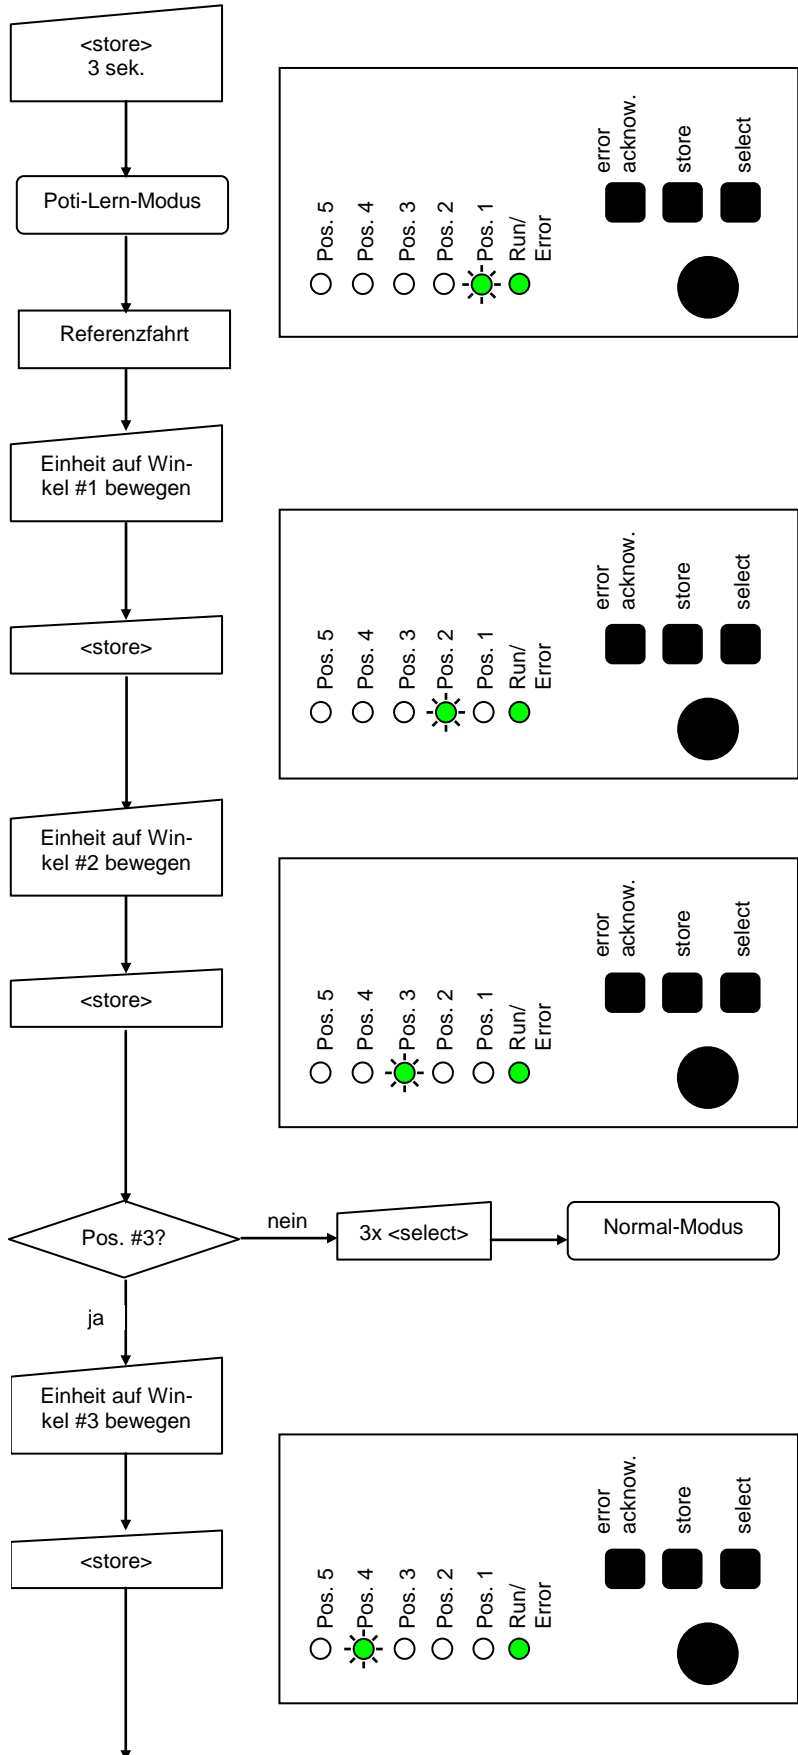 <store>
3 sek.
Poti-Lern-Modus
Referenzfahrt
Einheit auf Win-
kel #1 bewegen
<store>
Einheit auf Win-
kel #2 bewegen
<store>
Pos. #3?
nein
3x <select>
Normal-Modus
ja
Einheit auf Win-
kel #3 bewegen
<store>
Pos. 5
Pos. 4
Pos. 3
Pos. 2
Pos. 1
Run/
Error
error
acknow.
store
select
Pos. 5
Pos. 4
Pos. 3
Pos. 2
Pos. 1
Run/
Error
error
acknow.
store
select
Pos. 5
Pos. 4
Pos. 3
Pos. 2
Pos. 1
Run/
Error
error
acknow.
store
select
Pos. 5
Pos. 4
Pos. 3
Pos. 2
Pos. 1
Run/
Error
error
acknow.
store
select